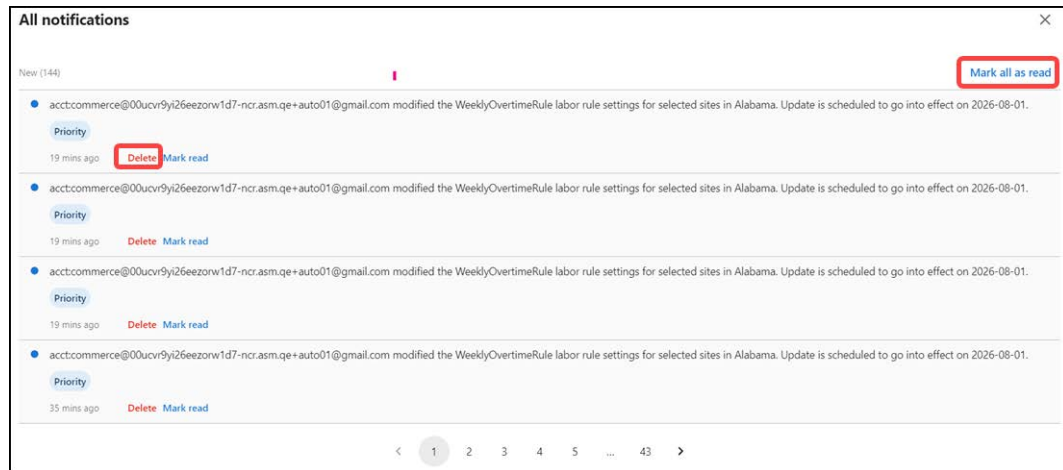 All notifications
New (144)
Mark all as read
acct:commerce@00ucvr9yi26eezorw1d7-ncr.asm.qe+auto01@gmail.com modified the WeeklyOvertimeRule labor rule settings for selected sites in Alabama. Update is scheduled to go into effect on 2026-08-01.
Priority
19 mins ago Delete Mark read
acct:commerce@00ucvr9yi26eezorw1d7-ncr.asm.qe+auto01@gmail.com modified the WeeklyOvertimeRule labor rule settings for selected sites in Alabama. Update is scheduled to go into effect on 2026-08-01.
Priority
19 mins ago Delete Mark read
acct:commerce@00ucvr9yi26eezorw1d7-ncr.asm.qe+auto01@gmail.com modified the WeeklyOvertimeRule labor rule settings for selected sites in Alabama. Update is scheduled to go into effect on 2026-08-01.
Priority
19 mins ago Delete Mark read
acct:commerce@00ucvr9yi26eezorw1d7-ncr.asm.qe+auto01@gmail.com modified the WeeklyOvertimeRule labor rule settings for selected sites in Alabama. Update is scheduled to go into effect on 2026-08-01.
Priority
35 mins ago Delete Mark read
< 1 2 3 4 5 ... 43 >